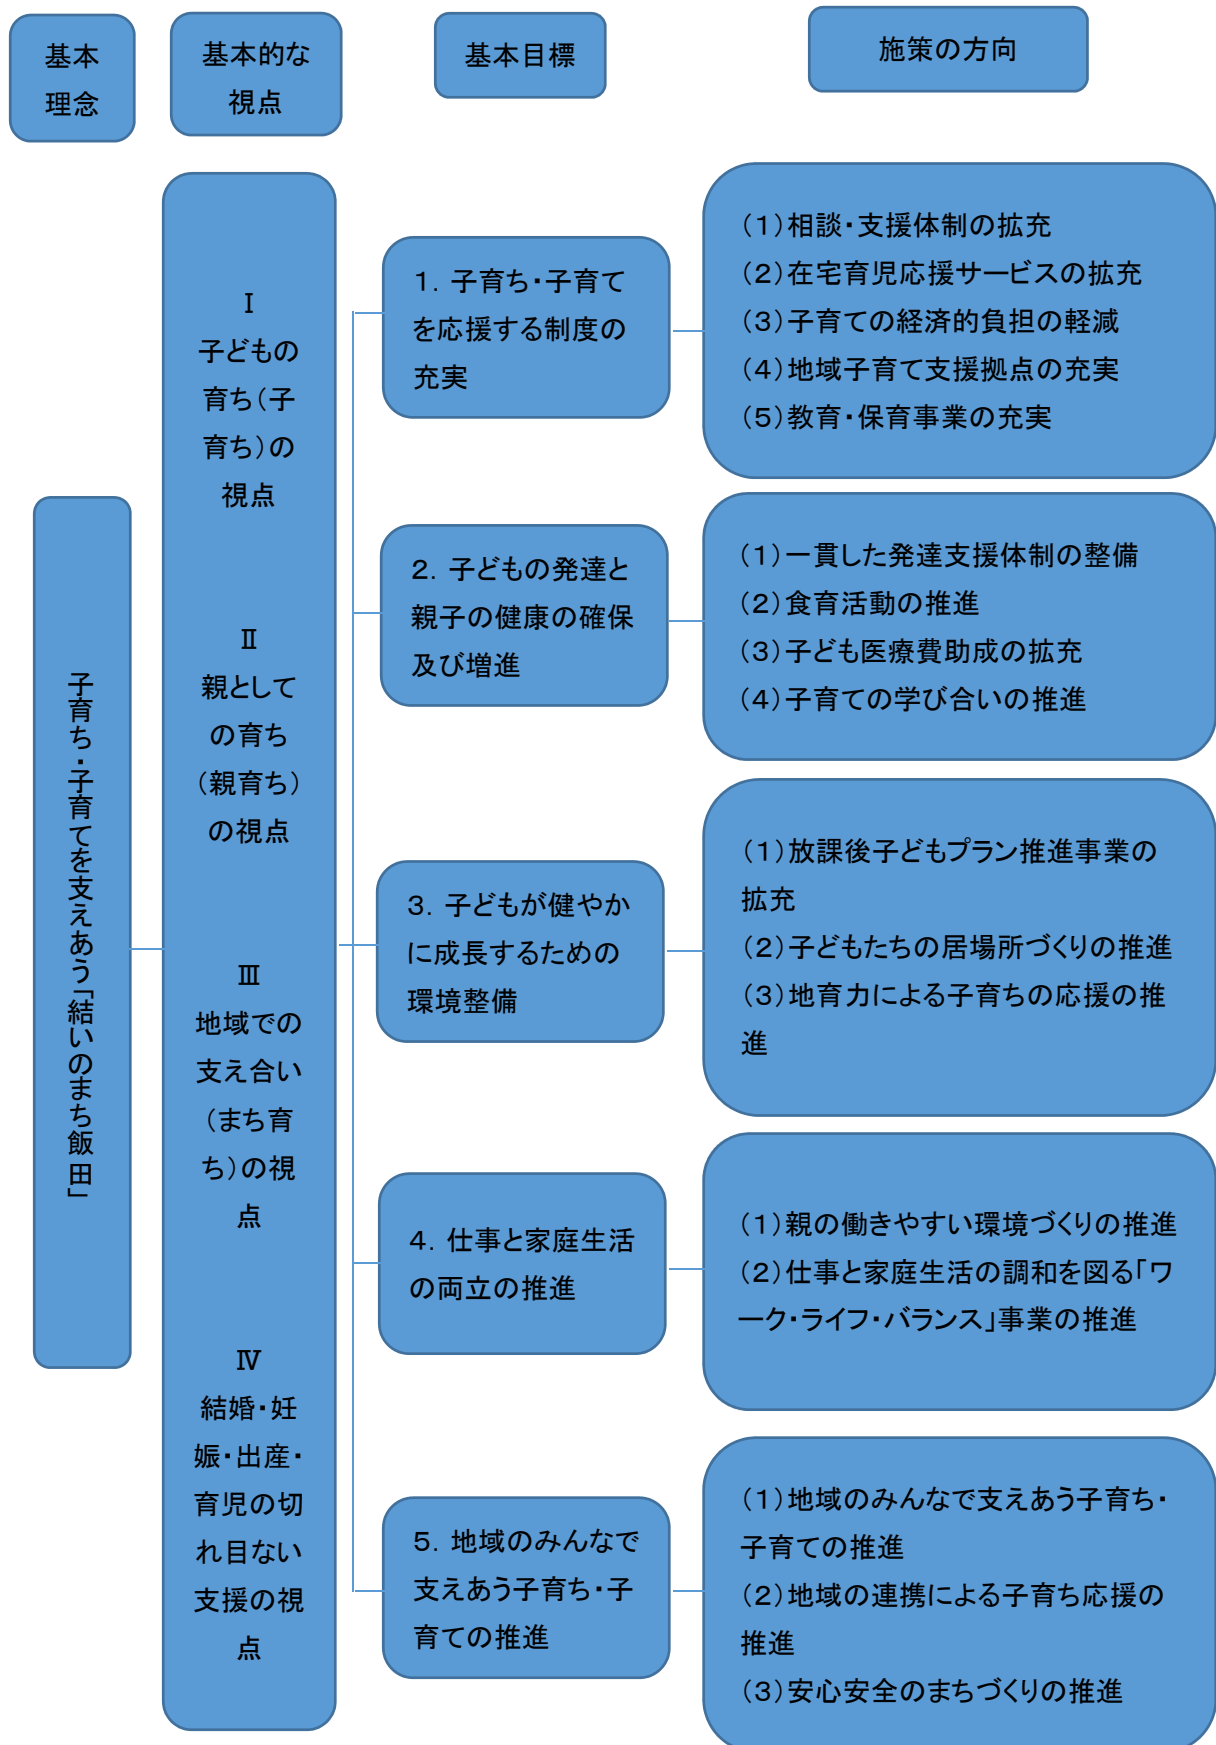 基本
理念
基本的な
視点
基本目標
施策の方向
子育ち・子育てを支えあう「結いのまち飯田」
Ⅰ
子どもの
育ち（子
育ち）の
視点
Ⅱ
親として
の育ち
（親育ち）
の視点
Ⅲ
地域での
支え合い
（まち育
ち）の視
点
Ⅳ
結婚・妊
娠・出産・
育児の切
れ目ない
支援の視
点
１．子育ち・子育て
を応援する制度の
充実
（１）相談・支援体制の拡充
（２）在宅育児応援サービスの拡充
（３）子育ての経済的負担の軽減
（４）地域子育て支援拠点の充実
（５）教育・保育事業の充実
２．子どもの発達と
親子の健康の確保
及び増進
（１）一貫した発達支援体制の整備
（２）食育活動の推進
（３）子ども医療費助成の拡充
（４）子育ての学び合いの推進
３．子どもが健やか
に成長するための
環境整備
（１）放課後子どもプラン推進事業の
拡充
（２）子どもたちの居場所づくりの推進
（３）地育力による子育ちの応援の推
進
４．仕事と家庭生活
の両立の推進
（１）親の働きやすい環境づくりの推進
（２）仕事と家庭生活の調和を図る「ワ
ーク・ライフ・バランス」事業の推進
５．地域のみんなで
支えあう子育ち・子
育ての推進
（１）地域のみんなで支えあう子育ち・
子育ての推進
（２）地域の連携による子育ち応援の
推進
（３）安心安全のまちづくりの推進